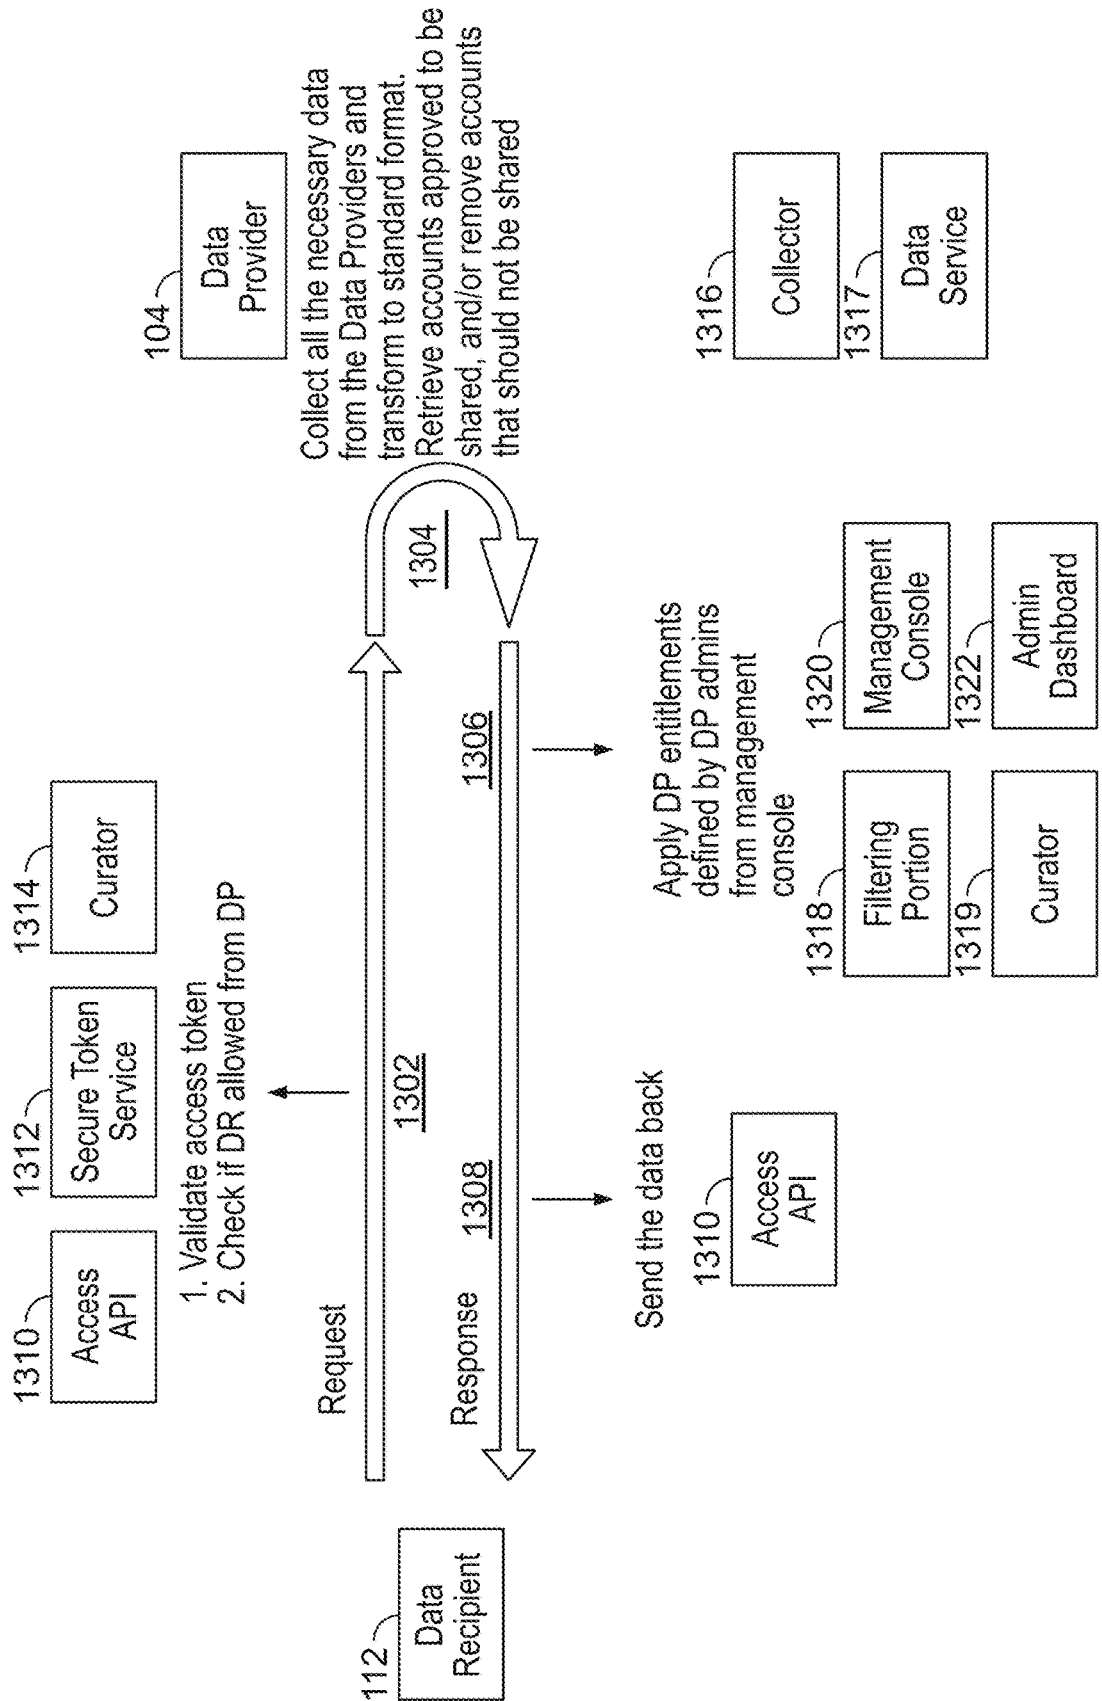 1310
Access
API
1312
Secure Token
Service
1314
Curator
1. Validate access token
2. Check if DR allowed from DP
104
Data
Provider
Collect all the necessary data
from the Data Providers and
transform to standard format.
Retrieve accounts approved to be
shared, and/or remove accounts
that should not be shared
112
Data
Recipient
Request
1302
1304
Response
1308
1306
Send the data back
1310
Access
API
Apply DP entitlements
defined by DP admins
from management
console
1318
Filtering
Portion
1320
Management
Console
1319
Curator
1322
Admin
Dashboard
1316
Collector
1317
Data
Service